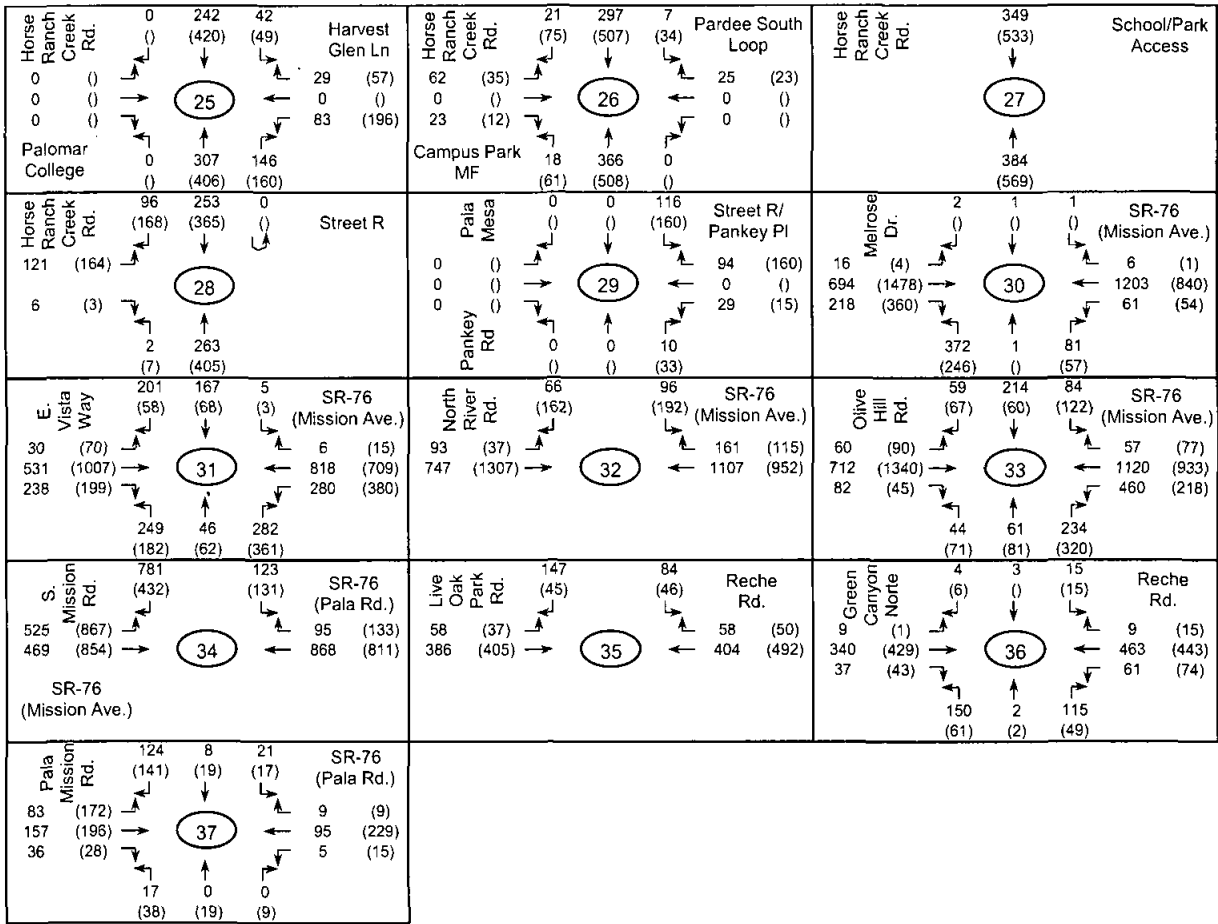 Horse Ranch Creek Rd.
0 242 42
() (420) (49)
Harvest Glen Ln
0 () 29 (57)
0 () 25 0 ()
0 () 83 (196)
Palomar College
0 307 146
() (406) (160)
Horse Ranch Creek Rd.
21 297 7
(75) (507) (34)
Pardee South Loop
62 (35) 25 (23)
0 () 26 0 ()
23 (12) 0 ()
Campus Park MF
18 366 0
(61) (508) ()
Horse Ranch Creek Rd.
349
(533)
School/Park Access
27
384
(569)
Horse Ranch Creek Rd.
96 253 0
(168) (365) ()
Street R
121 (164)
28
6 (3)
2 263
(7) (405)
Pala Mesa
0 0 116
() () (160)
Street R/ Pankey Pl
0 () 94 (160)
0 () 29 0 ()
0 () 29 (15)
Pankey Rd
0 0 10
() () (33)
Melrose Dr.
2 1 1
() () ()
SR-76 (Mission Ave.)
16 (4) 6 (1)
694 (1478) 30 1203 (840)
218 (360) 61 (54)
372 1 81
(246) () (57)
E. Vista Way
201 167 5
(58) (68) (3)
SR-76 (Mission Ave.)
30 (70) 6 (15)
531 (1007) 31 818 (709)
238 (199) 280 (380)
249 46 282
(182) (62) (361)
North River Rd.
66 96
(162) (192)
SR-76 (Mission Ave.)
93 (37) 161 (115)
747 (1307) 32 1107 (952)
Olive Hill Rd.
59 214 84
(67) (60) (122)
SR-76 (Mission Ave.)
60 (90) 57 (77)
712 (1340) 33 1120 (933)
82 (45) 460 (218)
44 61 234
(71) (81) (320)
S. Mission Rd.
781 123
(432) (131)
SR-76 (Pala Rd.)
525 (867) 95 (133)
469 (854) 34 868 (811)
SR-76 (Mission Ave.)
Live Oak Park Rd.
147 84
(45) (46)
Reche Rd.
58 (37) 58 (50)
386 (405) 35 404 (492)
Green Canyon Norte
4 3 15
(6) () (15)
Reche Rd.
9 (1) 9 (15)
340 (429) 36 463 (443)
37 (43) 61 (74)
150 2 115
(61) (2) (49)
Pala Mission Rd.
124 8 21
(141) (19) (17)
SR-76 (Pala Rd.)
83 (172) 9 (9)
157 (196) 37 95 (229)
36 (28) 5 (15)
17 0 0
(38) (19) (9)